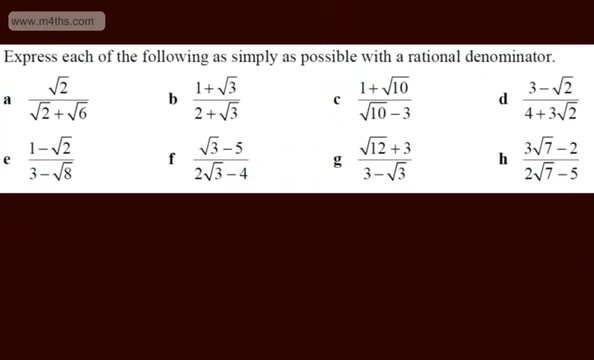 www.m4ths.com
Express each of the following as simply as possible with a rational denominator.
a √2/(√2+√6) b (1+√3)/(2+√3) c (1+√10)/(√10−3) d (3−√2)/(4+3√2)
e (1−√2)/(3−√8) f (√3−5)/(2√3−4) g (√12+3)/(3−√3) h (3√7−2)/(2√7−5)